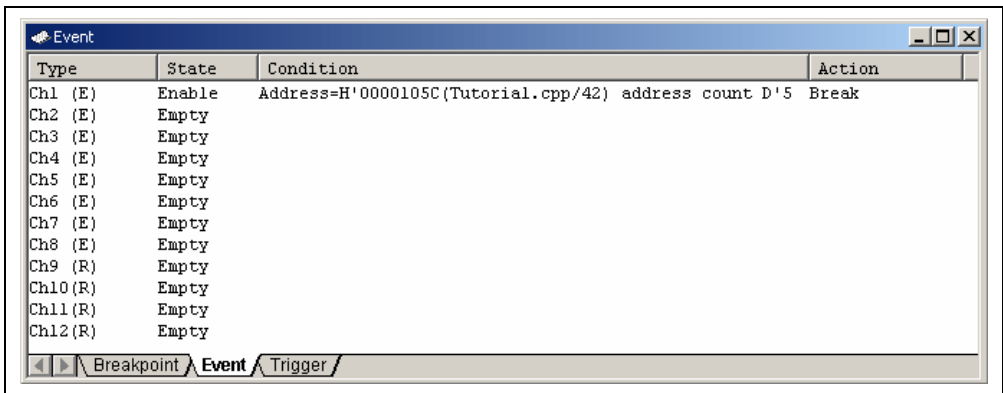 Event
Type State Condition Action
Ch1 (E) Enable Address=H'0000105C(Tutorial.cpp/42) address count D'5 Break
Ch2 (E) Empty
Ch3 (E) Empty
Ch4 (E) Empty
Ch5 (E) Empty
Ch6 (E) Empty
Ch7 (E) Empty
Ch8 (E) Empty
Ch9 (R) Empty
Ch10(R) Empty
Ch11(R) Empty
Ch12(R) Empty
Breakpoint Event Trigger